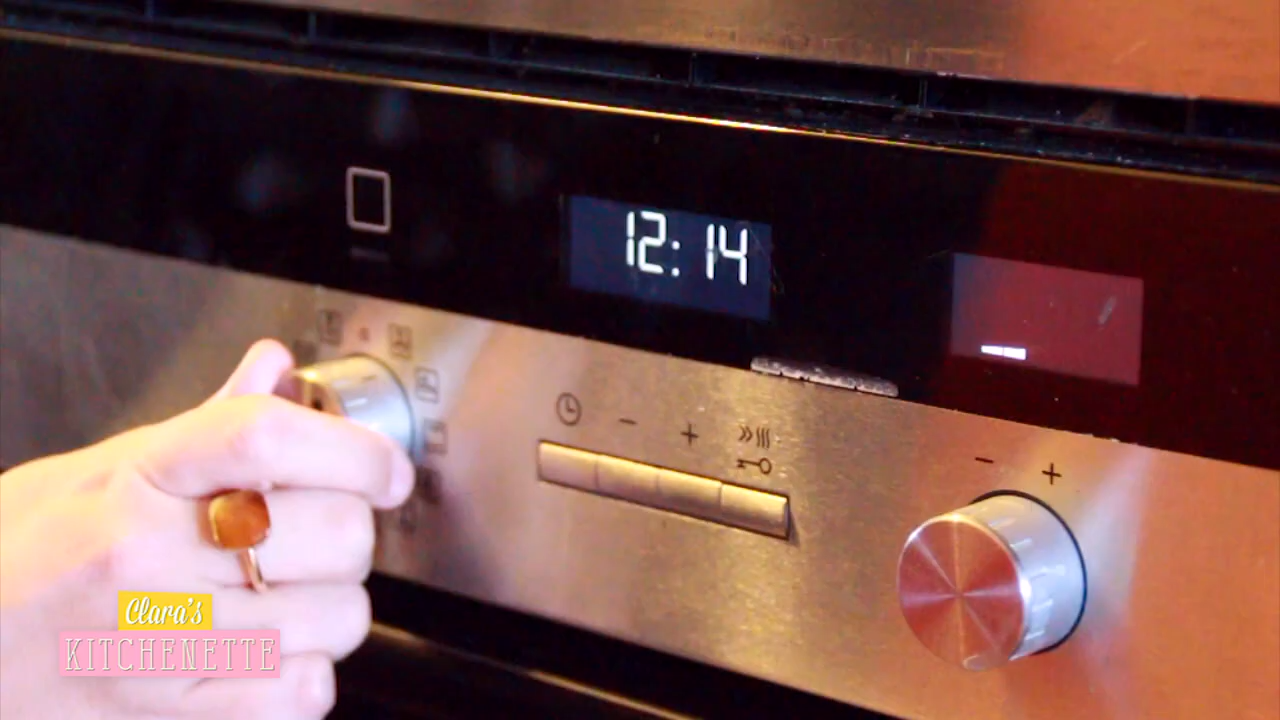 12:14
- +
- +
Clara's
KITCHENETTE